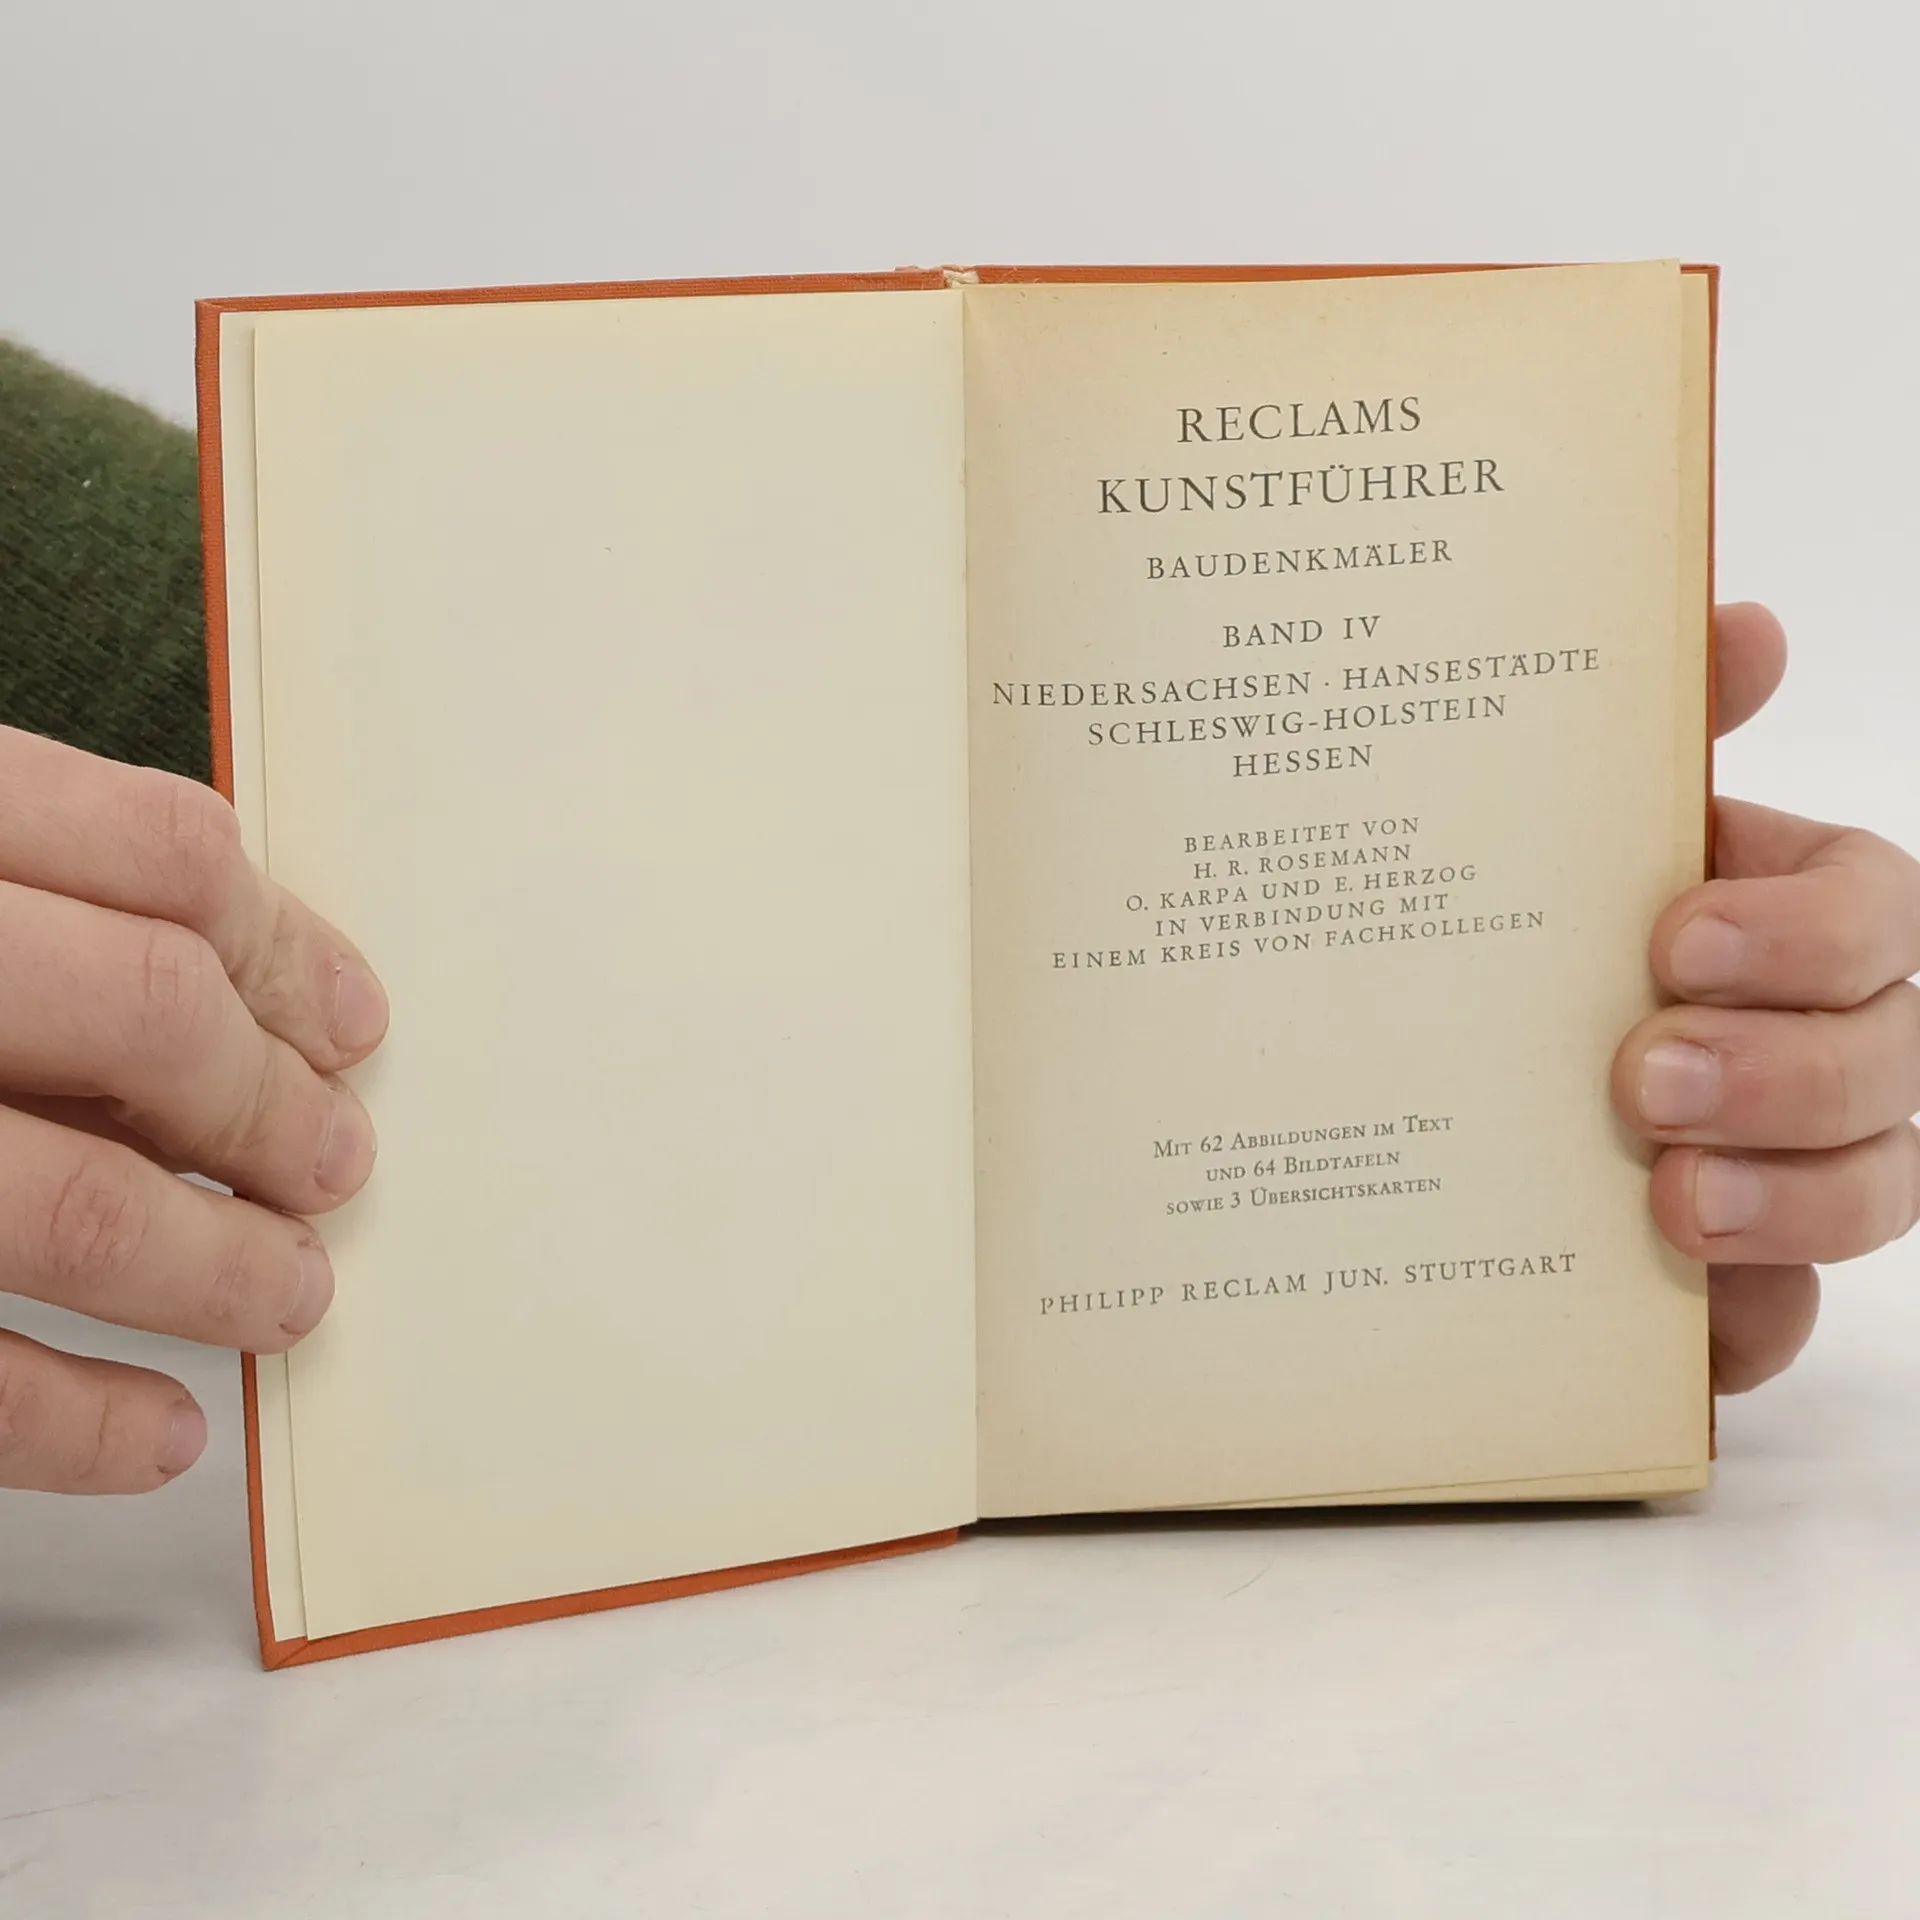 RECLAMS
KUNSTFÜHRER
BAUDENKMÄLER
BAND IV
NIEDERSACHSEN · HANSESTÄDTE
SCHLESWIG-HOLSTEIN
HESSEN
BEARBEITET VON
H. R. ROSEMANN
O. KARPA UND E. HERZOG
IN VERBINDUNG MIT
EINEM KREIS VON FACHKOLLEGEN
MIT 62 ABBILDUNGEN IM TEXT
UND 64 BILDTAFELN
SOWIE 3 ÜBERSICHTSKARTEN
PHILIPP RECLAM JUN. STUTTGART